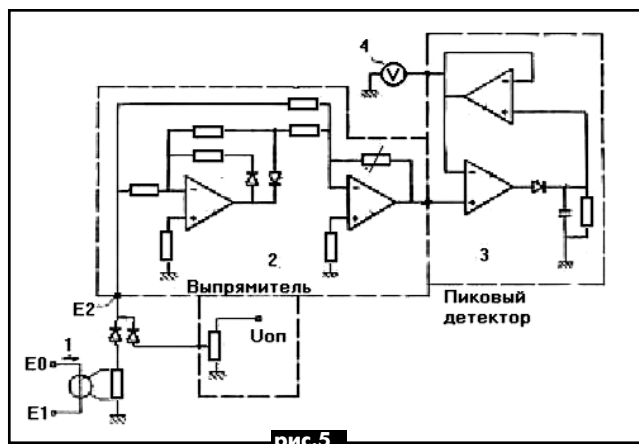 4
V
-
+
-
+
-
+
-
+
2
3
Выпрямитель
Пиковый
детектор
E2
Uоп
1
E0
E1
рис.5